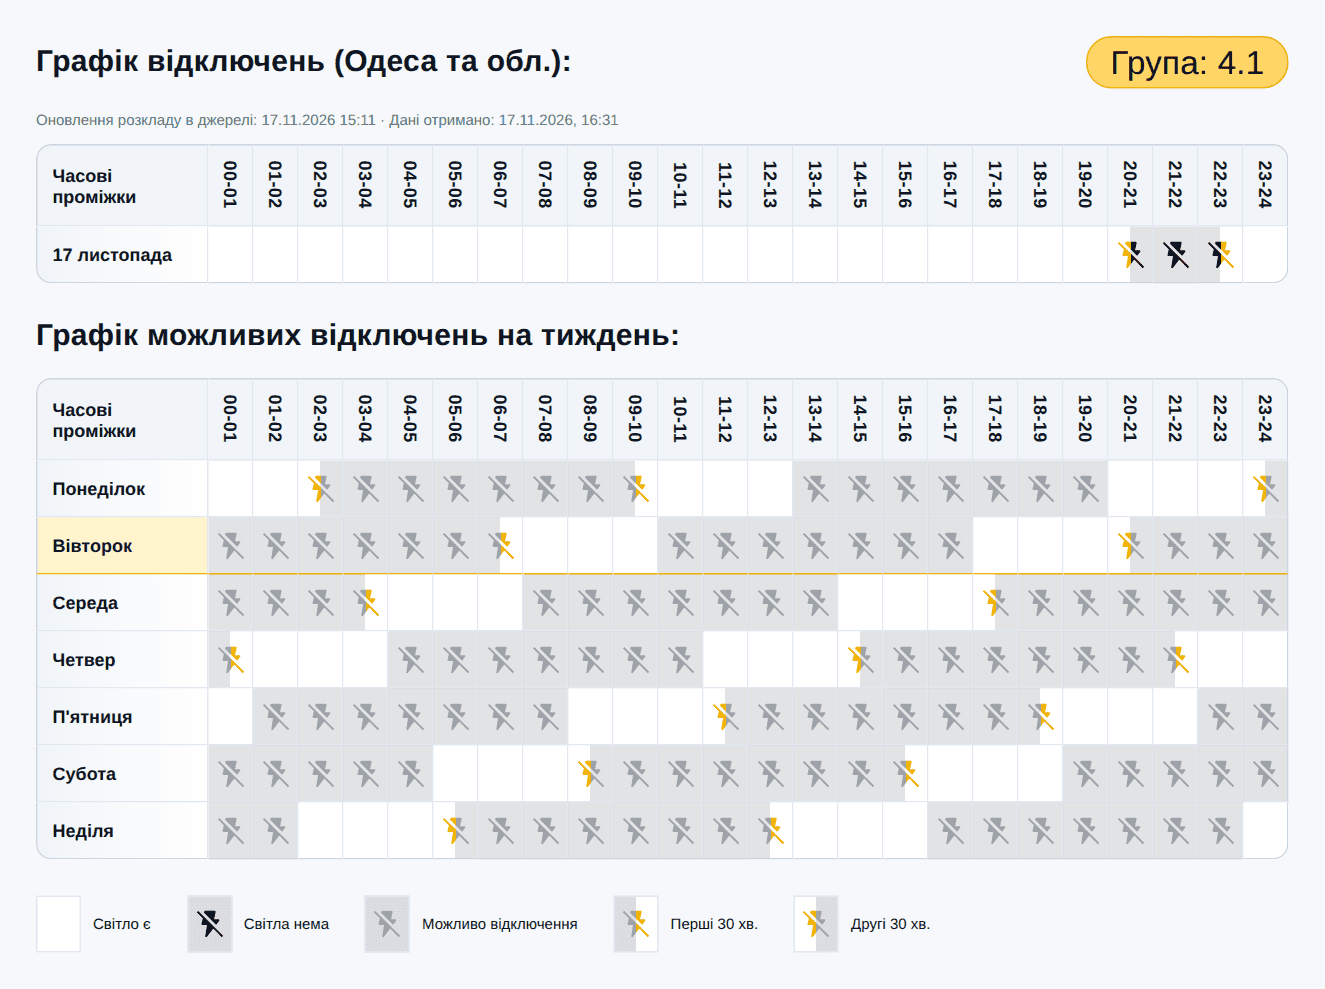 Графік відключень (Одеса та обл.):
Група: 4.1
Оновлення розкладу в джерелі: 17.11.2026 15:11 · Дані отримано: 17.11.2026, 16:31
Часові
проміжки
00-01 01-02 02-03 03-04 04-05 05-06 06-07 07-08 08-09 09-10 10-11 11-12 12-13 13-14 14-15 15-16 16-17 17-18 18-19 19-20 20-21 21-22 22-23 23-24
17 листопада
Графік можливих відключень на тиждень:
Часові
проміжки
00-01 01-02 02-03 03-04 04-05 05-06 06-07 07-08 08-09 09-10 10-11 11-12 12-13 13-14 14-15 15-16 16-17 17-18 18-19 19-20 20-21 21-22 22-23 23-24
Понеділок
Вівторок
Середа
Четвер
П'ятниця
Субота
Неділя
Світло є
Світла нема
Можливо відключення
Перші 30 хв.
Другі 30 хв.